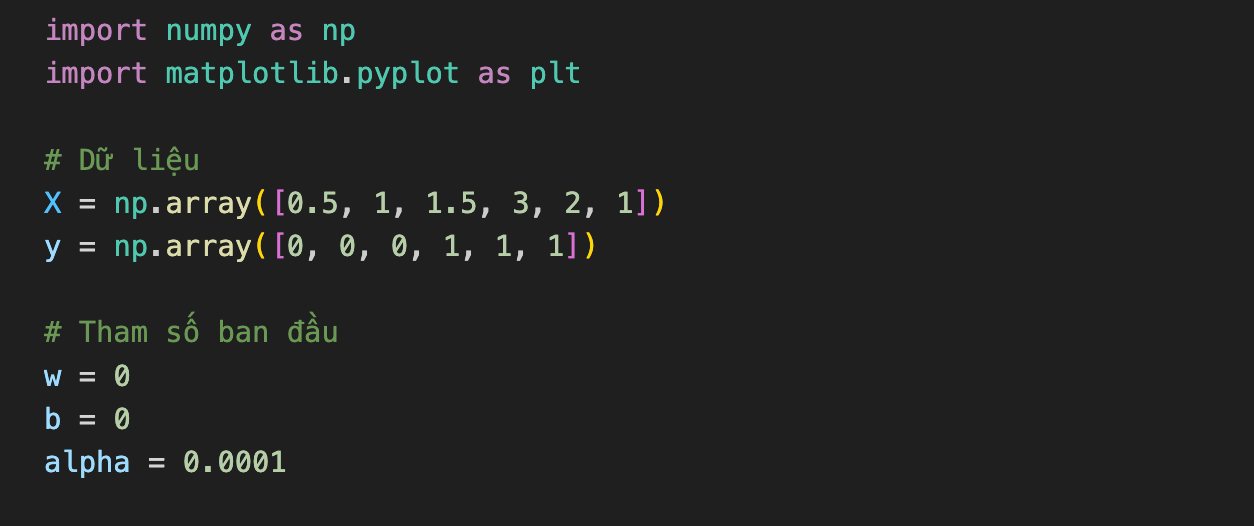 import numpy as np
import matplotlib.pyplot as plt
# Dữ liệu
X = np.array([0.5, 1, 1.5, 3, 2, 1])
y = np.array([0, 0, 0, 1, 1, 1])
# Tham số ban đầu
w = 0
b = 0
alpha = 0.0001